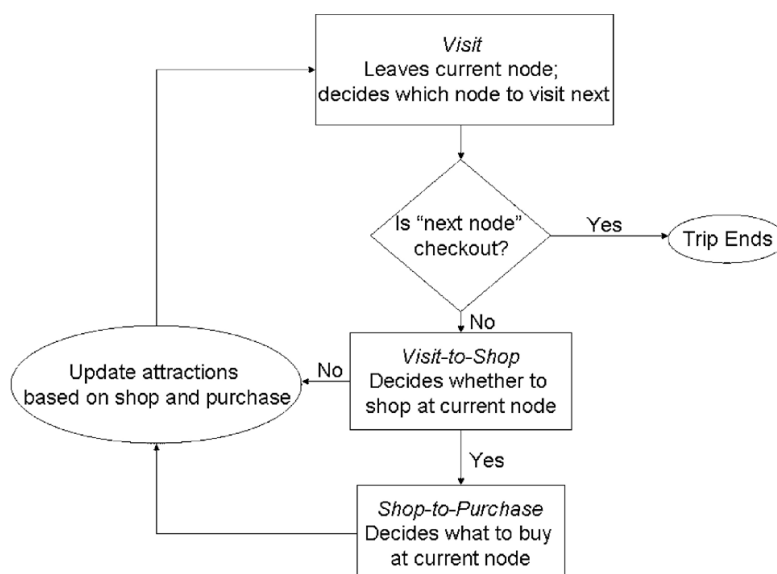 Visit
Leaves current node;
decides which node to visit next
Is “next node”
checkout?
Yes
Trip Ends
No
Visit-to-Shop
Decides whether to
shop at current node
No
Update attractions
based on shop and purchase
Yes
Shop-to-Purchase
Decides what to buy
at current node